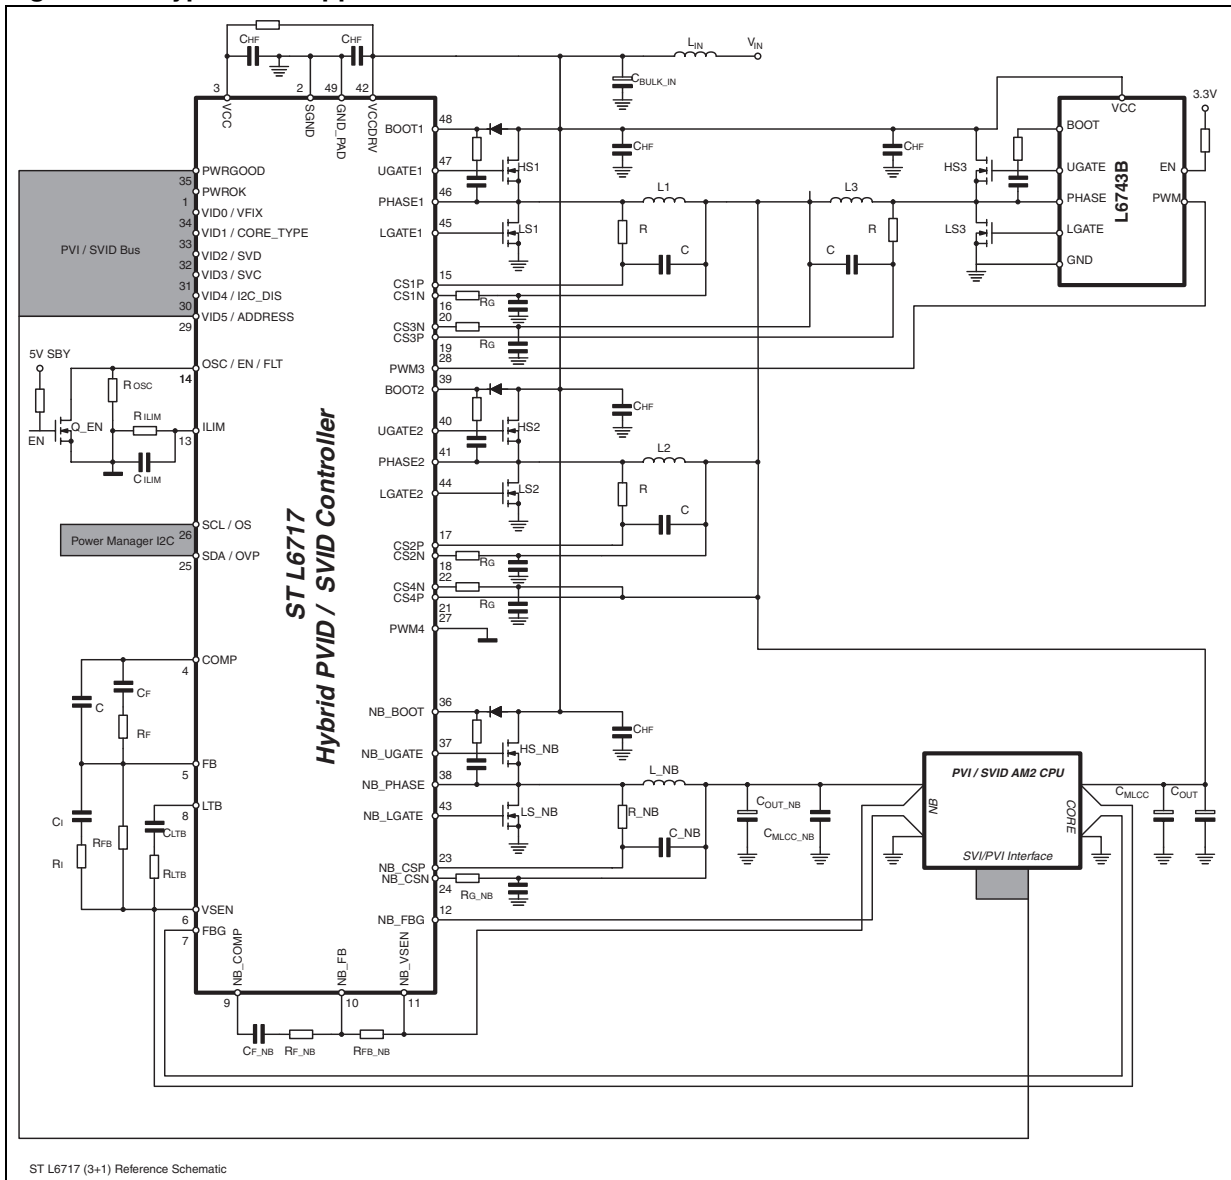 CHF
CHF
LIN
VIN
CBULK_IN
3
2
49
42
VCC
SGND
GND_PAD
VCCDRV
3.3V
VCC
BOOT1
48
BOOT
CHF
CHF
PWRGOOD
35
UGATE1
47
HS1
HS3
UGATE
EN
PWROK
1
PHASE1
46
L1
L3
PHASE
PWM
L6743B
VID0 / VFIX
34
VID1 / CORE_TYPE
33
LGATE1
45
LS1
R
R
LS3
LGATE
PVI / SVID Bus
VID2 / SVD
32
C
C
GND
VID3 / SVC
31
CS1P
15
VID4 / I2C_DIS
30
CS1N
16
RG
VID5 / ADDRESS
29
CS3N
20
CS3P
19
RG
5V SBY
OSC / EN / FLT
14
PWM3
28
ROSC
BOOT2
39
CHF
RILIM
Q_EN
EN
ILIM
13
UGATE2
40
HS2
CILIM
PHASE2
41
L2
LGATE2
44
LS2
R
C
ST L6717
Hybrid PVID / SVID Controller
SCL / OS
26
Power Manager I2C
SDA / OVP
25
CS2P
17
CS2N
18
RG
CS4N
22
CS4P
21
RG
PWM4
27
COMP
4
CF
C
RF
NB_BOOT
36
CHF
NB_UGATE
37
HS_NB
FB
5
NB_PHASE
38
L_NB
PVI / SVID AM2 CPU
CMLCC
COUT
LTB
8
NB_LGATE
43
LS_NB
R_NB
COUT_NB
CMLCC_NB
NB
CORE
CI
CLTB
RFB
C_NB
RI
RLTB
NB_CSP
23
NB_CSN
24
RG_NB
SVI/PVI Interface
VSEN
6
FBG
7
NB_FBG
12
NB_COMP
NB_FB
NB_VSEN
9
10
11
CF_NB
RF_NB
RFB_NB
ST L6717 (3+1) Reference Schematic